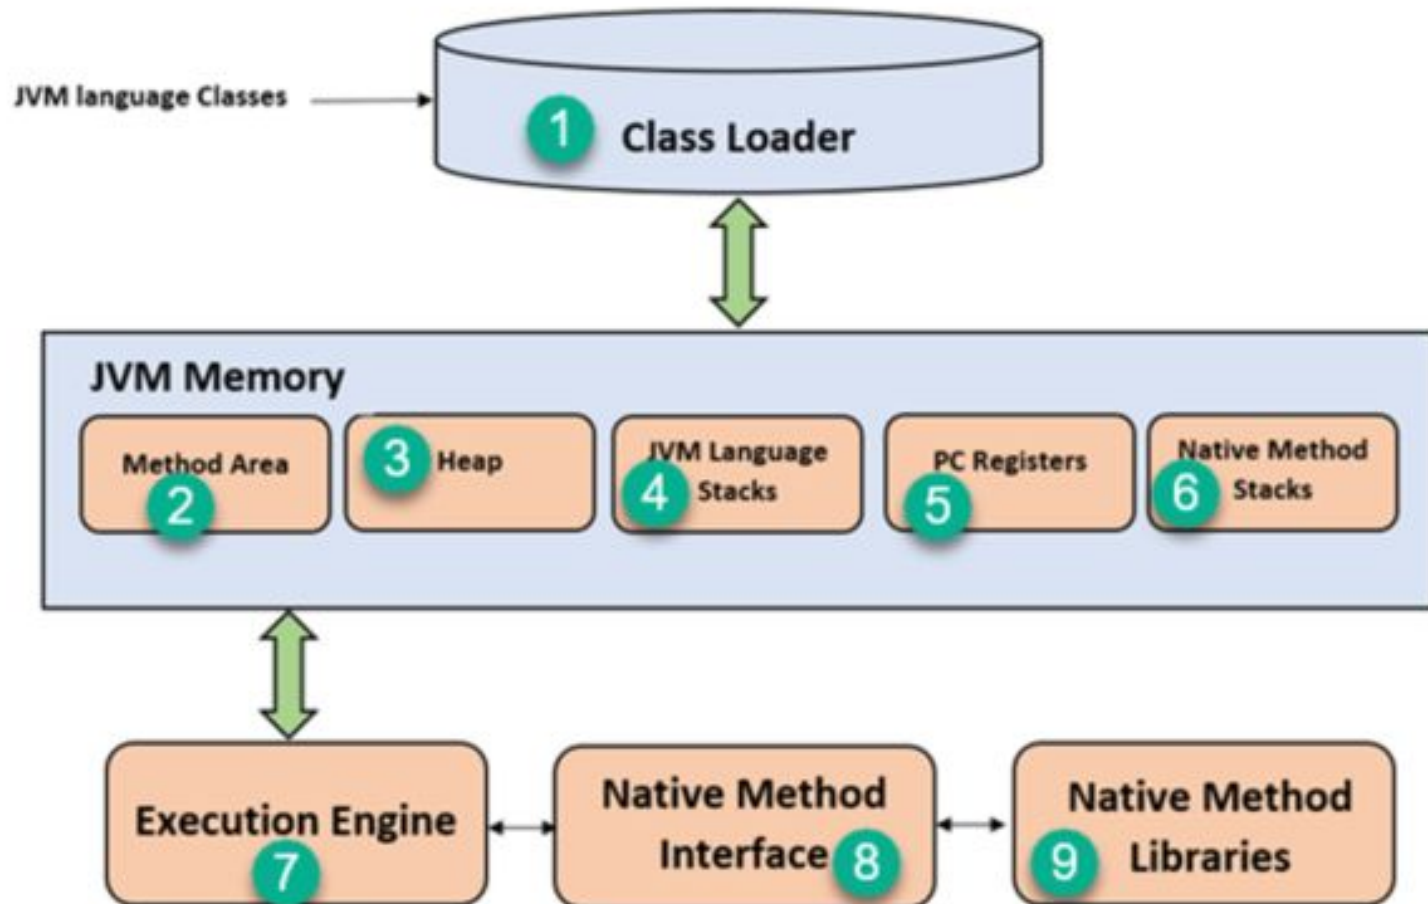 JVM language Classes
1 Class Loader
JVM Memory
Method Area
2
3 Heap
JVM Language
4 Stacks
PC Registers
5
Native Method
6 Stacks
Execution Engine
7
Native Method
Interface 8
Native Method
9 Libraries